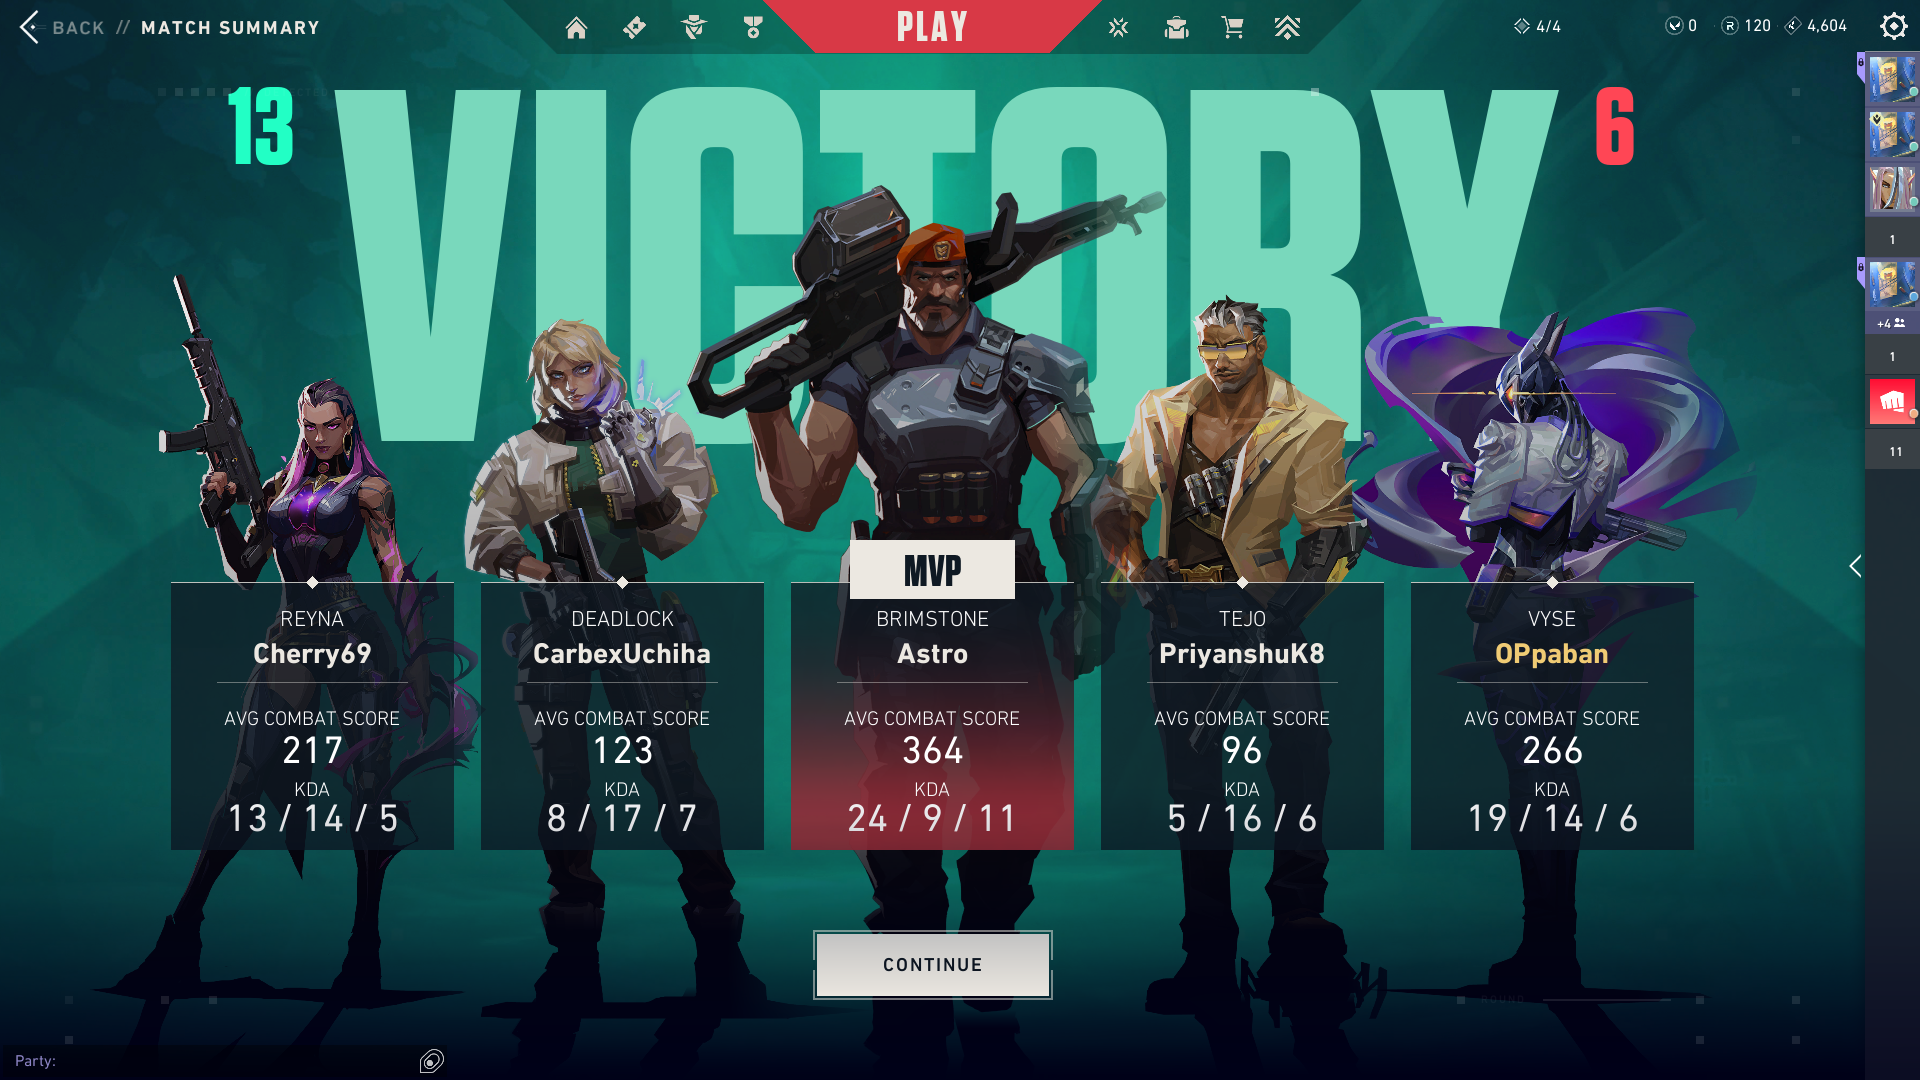 BACK // MATCH SUMMARY
PLAY
4/4
0
120
4,604
13
VICTORY
6
1
+4
1
11
MVP
REYNA
Cherry69
AVG COMBAT SCORE
217
KDA
13 / 14 / 5
DEADLOCK
CarbexUchiha
AVG COMBAT SCORE
123
KDA
8 / 17 / 7
BRIMSTONE
Astro
AVG COMBAT SCORE
364
KDA
24 / 9 / 11
TEJO
PriyanshuK8
AVG COMBAT SCORE
96
KDA
5 / 16 / 6
VYSE
OPpaban
AVG COMBAT SCORE
266
KDA
19 / 14 / 6
CONTINUE
Party: